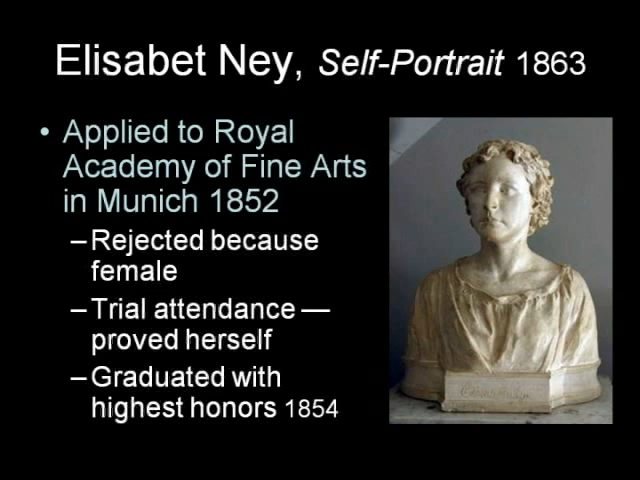 Elisabet Ney, Self-Portrait 1863
• Applied to Royal
Academy of Fine Arts
in Munich 1852
– Rejected because
female
– Trial attendance —
proved herself
– Graduated with
highest honors 1854